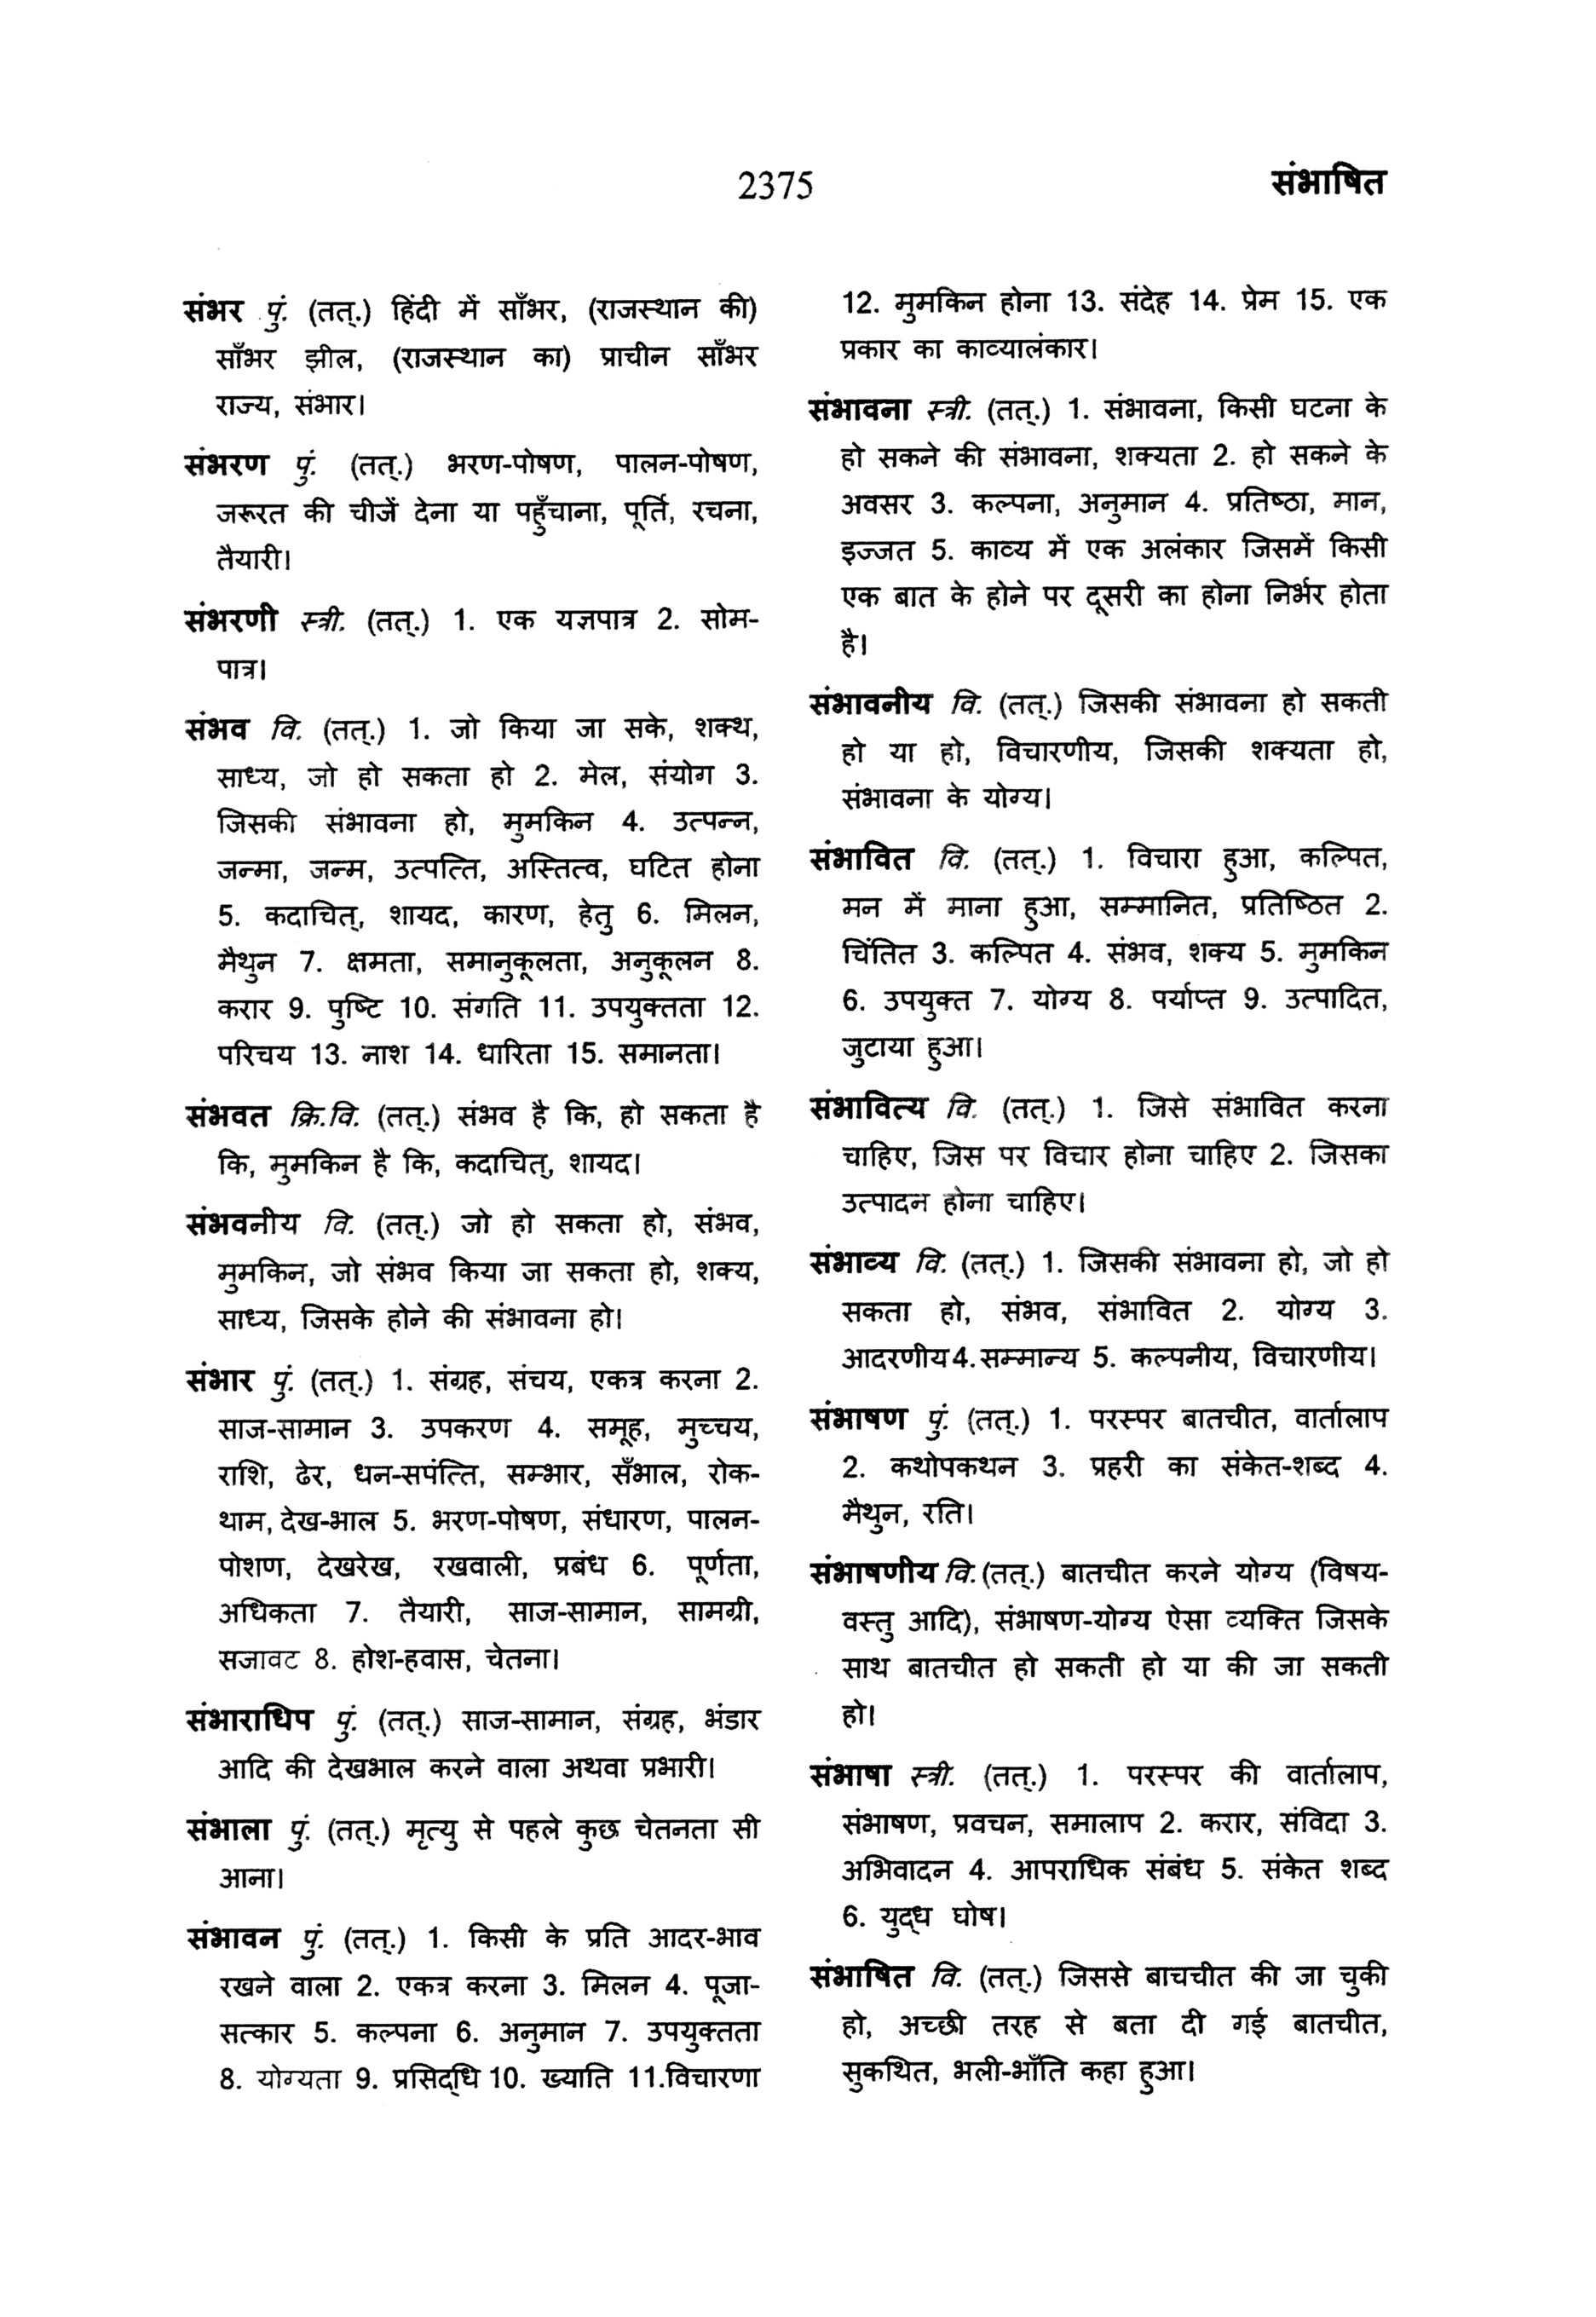 2375
संभाषित
संभर पुं. (तत्.) हिंदी में साँभर, (राजस्थान की)
साँभर झील, (राजस्थान का) प्राचीन साँभर
राज्य, संभार।
संभरण पुं. (तत्.) भरण-पोषण, पालन-पोषण,
जरूरत की चीजें देना या पहुँचाना, पूर्ति, रचना,
तैयारी।
संभरणी स्त्री. (तत्.) 1. एक यज्ञपात्र 2. सोम-
पात्र।
संभव वि. (तत्.) 1. जो किया जा सके, शक्थ,
साध्य, जो हो सकता हो 2. मेल, संयोग 3.
जिसकी संभावना हो, मुमकिन 4. उत्पन्न,
जन्मा, जन्म, उत्पत्ति, अस्तित्व, घटित होना
5. कदाचित्, शायद, कारण, हेतु 6. मिलन,
मैथुन 7. क्षमता, समानुकूलता, अनुकूलन 8.
करार 9. पुष्टि 10. संगति 11. उपयुक्तता 12.
परिचय 13. नाश 14. धारिता 15. समानता।
संभवत क्रि.वि. (तत्.) संभव है कि, हो सकता है
कि, मुमकिन है कि, कदाचित्, शायद।
संभवनीय वि. (तत्.) जो हो सकता हो, संभव,
मुमकिन, जो संभव किया जा सकता हो, शक्य,
साध्य, जिसके होने की संभावना हो।
संभार पुं. (तत्.) 1. संग्रह, संचय, एकत्र करना 2.
साज-सामान 3. उपकरण 4. समूह, मुच्चय,
राशि, ढेर, धन-सपंत्ति, सम्भार, सँभाल, रोक-
थाम, देख-भाल 5. भरण-पोषण, संधारण, पालन-
पोशण, देखरेख, रखवाली, प्रबंध 6. पूर्णता,
अधिकता 7. तैयारी, साज-सामान, सामग्री,
सजावट 8. होश-हवास, चेतना।
संभाराधिप पुं. (तत्.) साज-सामान, संग्रह, भंडार
आदि की देखभाल करने वाला अथवा प्रभारी।
संभाला पुं. (तत्.) मृत्यु से पहले कुछ चेतनता सी
आना।
संभावन पुं. (तत्.) 1. किसी के प्रति आदर-भाव
रखने वाला 2. एकत्र करना 3. मिलन 4. पूजा-
सत्कार 5. कल्पना 6. अनुमान 7. उपयुक्तता
8. योग्यता 9. प्रसिद्धि 10. ख्याति 11.विचारणा
12. मुमकिन होना 13. संदेह 14. प्रेम 15. एक
प्रकार का काव्यालंकार।
संभावना स्त्री. (तत्.) 1. संभावना, किसी घटना के
हो सकने की संभावना, शक्यता 2. हो सकने के
अवसर 3. कल्पना, अनुमान 4. प्रतिष्ठा, मान,
इज्जत 5. काव्य में एक अलंकार जिसमें किसी
एक बात के होने पर दूसरी का होना निर्भर होता
है।
संभावनीय वि. (तत्.) जिसकी संभावना हो सकती
हो या हो, विचारणीय, जिसकी शक्यता हो,
संभावना के योग्य।
संभावित वि. (तत्.) 1. विचारा हुआ, कल्पित,
मन में माना हुआ, सम्मानित, प्रतिष्ठित 2.
चिंतित 3. कल्पित 4. संभव, शक्य 5. मुमकिन
6. उपयुक्त 7. योग्य 8. पर्याप्त 9. उत्पादित,
जुटाया हुआ।
संभावित्य वि. (तत्.) 1. जिसे संभावित करना
चाहिए, जिस पर विचार होना चाहिए 2. जिसका
उत्पादन होना चाहिए।
संभाव्य वि. (तत्.) 1. जिसकी संभावना हो, जो हो
सकता हो, संभव, संभावित 2. योग्य 3.
आदरणीय 4. सम्मान्य 5. कल्पनीय, विचारणीय।
संभाषण पुं. (तत्.) 1. परस्पर बातचीत, वार्तालाप
2. कथोपकथन 3. प्रहरी का संकेत-शब्द 4.
मैथुन, रति।
संभाषणीय वि. (तत्.) बातचीत करने योग्य (विषय-
वस्तु आदि), संभाषण-योग्य ऐसा व्यक्ति जिसके
साथ बातचीत हो सकती हो या की जा सकती
हो।
संभाषा स्त्री. (तत्.) 1. परस्पर की वार्तालाप,
संभाषण, प्रवचन, समालाप 2. करार, संविदा 3.
अभिवादन 4. आपराधिक संबंध 5. संकेत शब्द
6. युद्ध घोष।
संभाषित वि. (तत्.) जिससे बाचचीत की जा चुकी
हो, अच्छी तरह से बता दी गई बातचीत,
सुकथित, भली-भाँति कहा हुआ।